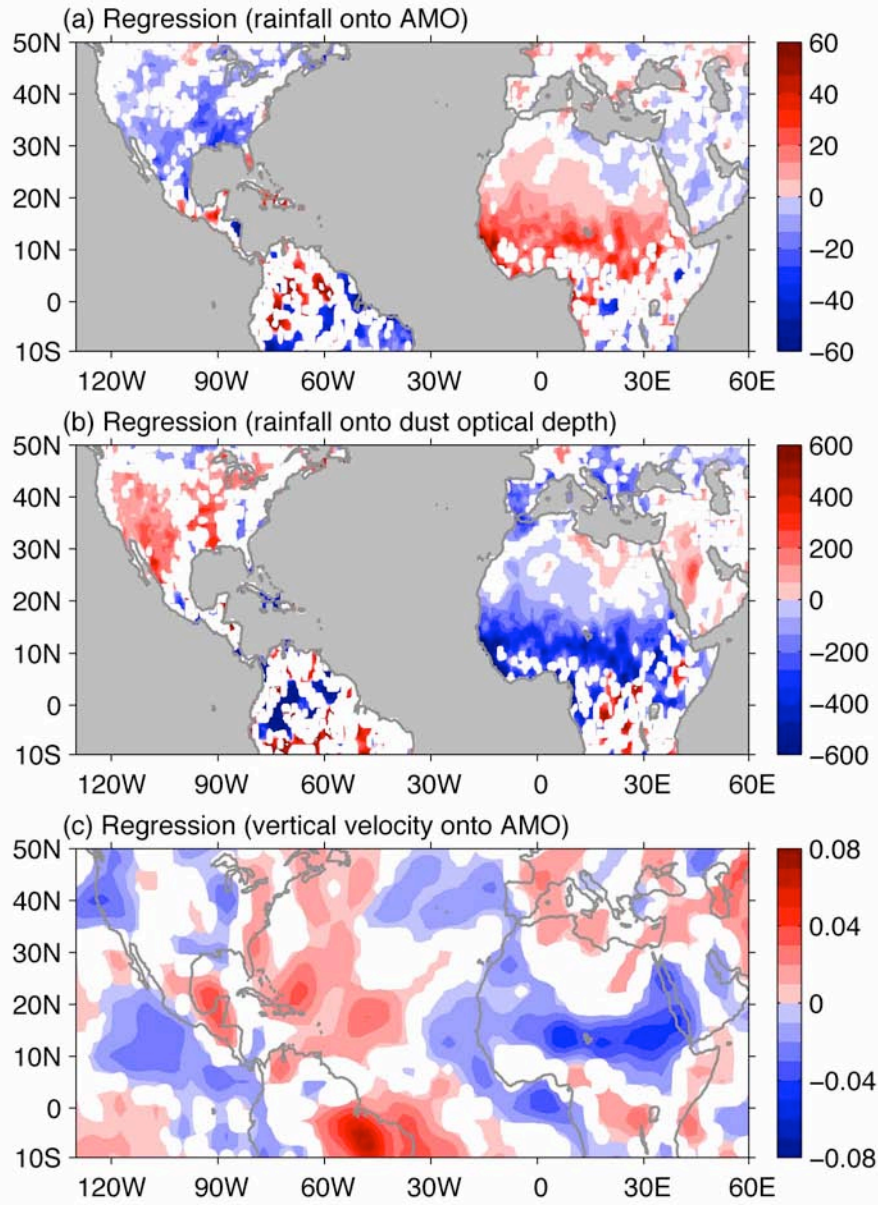 (a) Regression (rainfall onto AMO)
50N
40N
30N
20N
10N
0
10S
120W 90W 60W 30W 0 30E 60E
60
40
20
0
−20
−40
−60
(b) Regression (rainfall onto dust optical depth)
50N
40N
30N
20N
10N
0
10S
120W 90W 60W 30W 0 30E 60E
600
400
200
0
−200
−400
−600
(c) Regression (vertical velocity onto AMO)
50N
40N
30N
20N
10N
0
10S
120W 90W 60W 30W 0 30E 60E
0.08
0.04
0
−0.04
−0.08